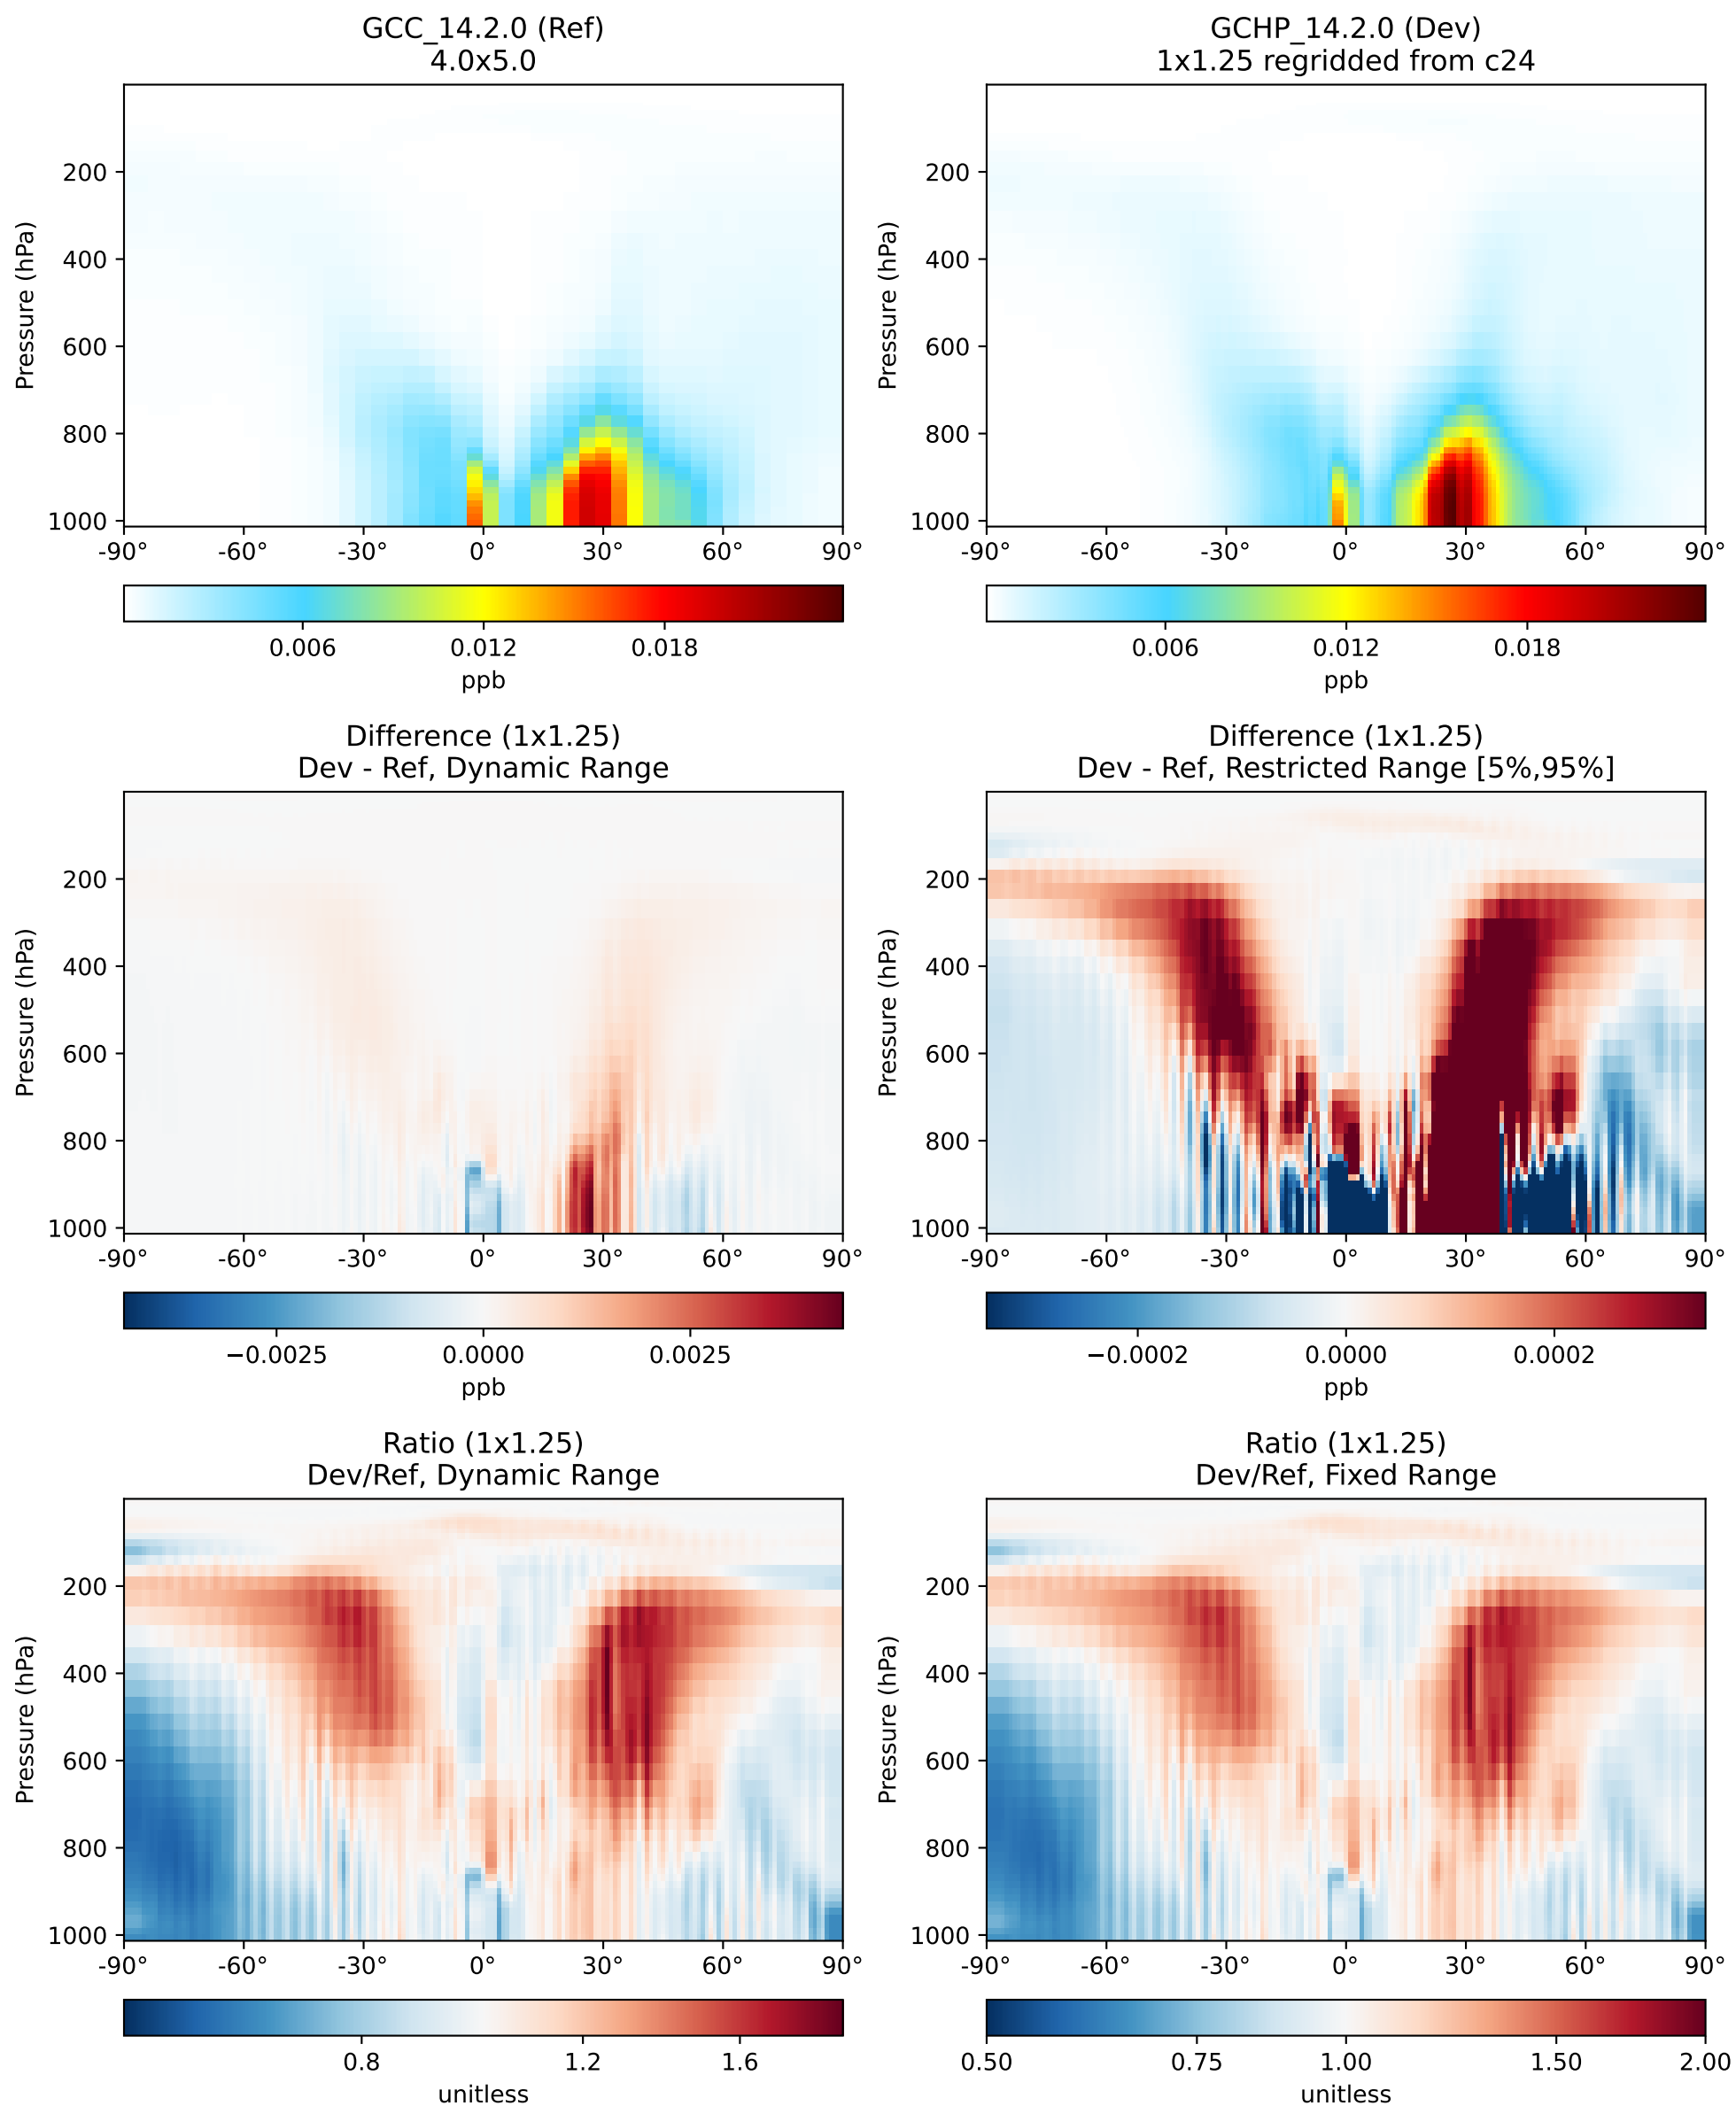 GCC_14.2.0 (Ref)
4.0x5.0
Pressure (hPa)
200
400
600
800
1000
-90° -60° -30° 0° 30° 60° 90°
0.006 0.012 0.018
ppb
GCHP_14.2.0 (Dev)
1x1.25 regridded from c24
Pressure (hPa)
200
400
600
800
1000
-90° -60° -30° 0° 30° 60° 90°
0.006 0.012 0.018
ppb
Difference (1x1.25)
Dev - Ref, Dynamic Range
Pressure (hPa)
200
400
600
800
1000
-90° -60° -30° 0° 30° 60° 90°
−0.0025 0.0000 0.0025
ppb
Difference (1x1.25)
Dev - Ref, Restricted Range [5%,95%]
Pressure (hPa)
200
400
600
800
1000
-90° -60° -30° 0° 30° 60° 90°
−0.0002 0.0000 0.0002
ppb
Ratio (1x1.25)
Dev/Ref, Dynamic Range
Pressure (hPa)
200
400
600
800
1000
-90° -60° -30° 0° 30° 60° 90°
0.8 1.2 1.6
unitless
Ratio (1x1.25)
Dev/Ref, Fixed Range
Pressure (hPa)
200
400
600
800
1000
-90° -60° -30° 0° 30° 60° 90°
0.50 0.75 1.00 1.50 2.00
unitless